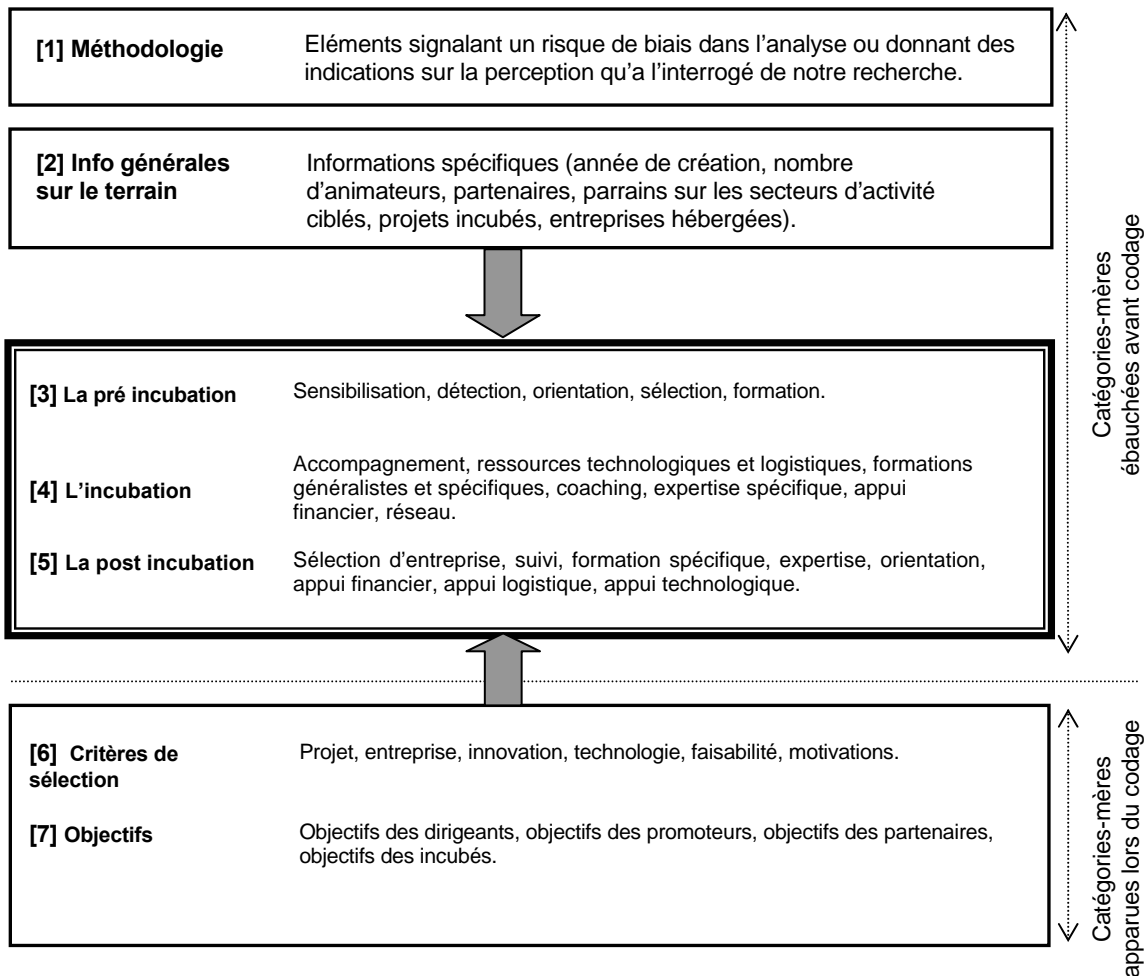 [1] Méthodologie
Eléments signalant un risque de biais dans l’analyse ou donnant des
indications sur la perception qu’a l’interrogé de notre recherche.
[2] Info générales
sur le terrain
Informations spécifiques (année de création, nombre
d’animateurs, partenaires, parrains sur les secteurs d’activité
ciblés, projets incubés, entreprises hébergées).
[3] La pré incubation
Sensibilisation, détection, orientation, sélection, formation.
[4] L’incubation
Accompagnement, ressources technologiques et logistiques, formations
généralistes et spécifiques, coaching, expertise spécifique, appui
financier, réseau.
[5] La post incubation
Sélection d’entreprise, suivi, formation spécifique, expertise, orientation,
appui financier, appui logistique, appui technologique.
Catégories-mères
ébauchées avant codage
[6] Critères de
sélection
Projet, entreprise, innovation, technologie, faisabilité, motivations.
[7] Objectifs
Objectifs des dirigeants, objectifs des promoteurs, objectifs des partenaires,
objectifs des incubés.
Catégories-mères
apparues lors du codage